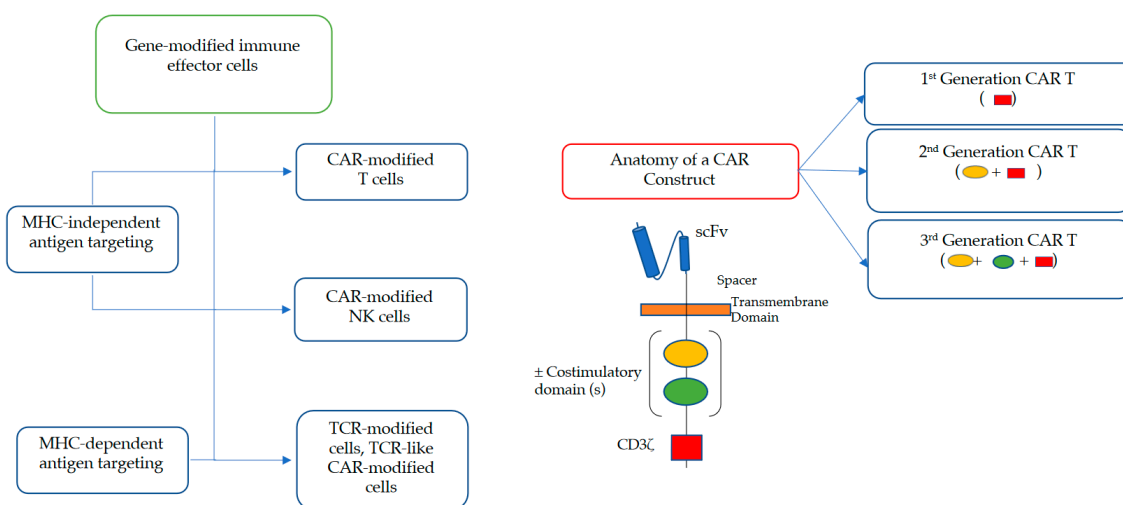 Gene-modified immune
effector cells
CAR-modified
T cells
MHC-independent
antigen targeting
CAR-modified
NK cells
MHC-dependent
antigen targeting
TCR-modified
cells, TCR-like
CAR-modified
cells
Anatomy of a CAR
Construct
1st Generation CAR T
( )
2nd Generation CAR T
( + )
3rd Generation CAR T
( + + )
scFv
Spacer
Transmembrane
Domain
± Costimulatory
domain (s)
CD3ζ